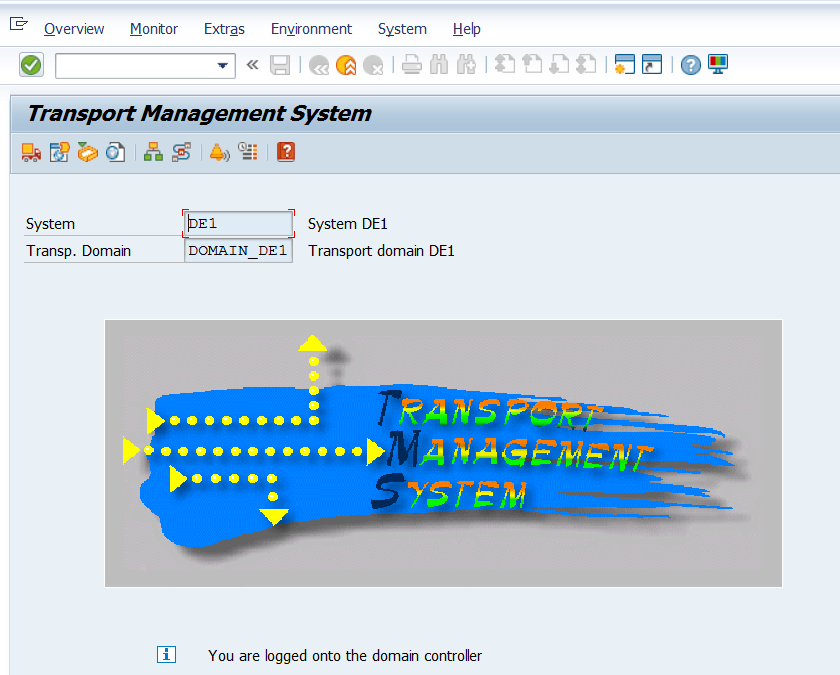 Overview Monitor Extras Environment System Help
Transport Management System
System DE1 System DE1
Transp. Domain DOMAIN_DE1 Transport domain DE1
TRANSPORT
MANAGEMENT
SYSTEM
You are logged onto the domain controller